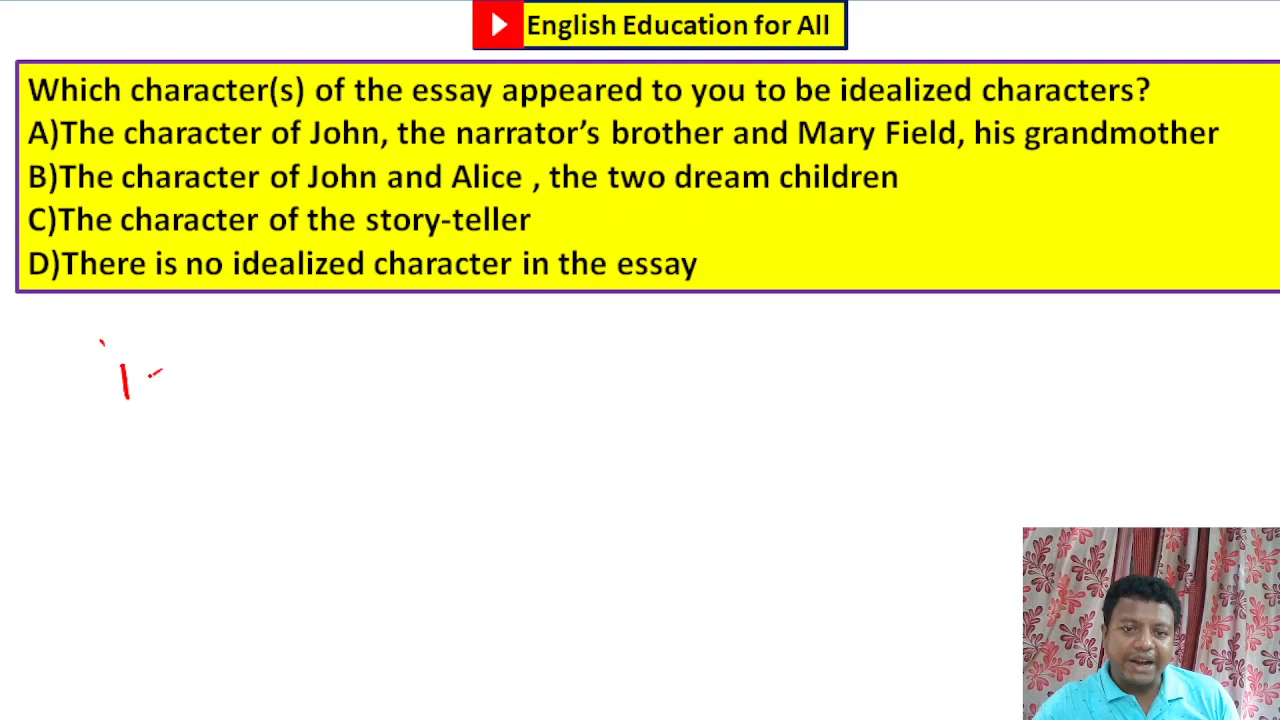 English Education for All
Which character(s) of the essay appeared to you to be idealized characters?
A)The character of John, the narrator’s brother and Mary Field, his grandmother
B)The character of John and Alice , the two dream children
C)The character of the story-teller
D)There is no idealized character in the essay